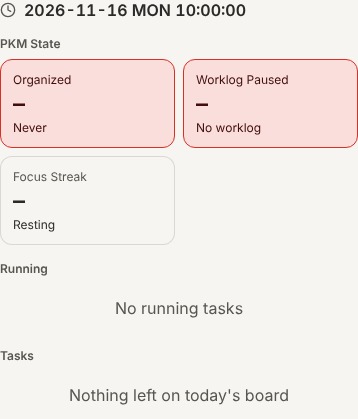 2026-11-16 MON 10:00:00
PKM State
Organized
–
Never
Worklog Paused
–
No worklog
Focus Streak
–
Resting
Running
No running tasks
Tasks
Nothing left on today's board